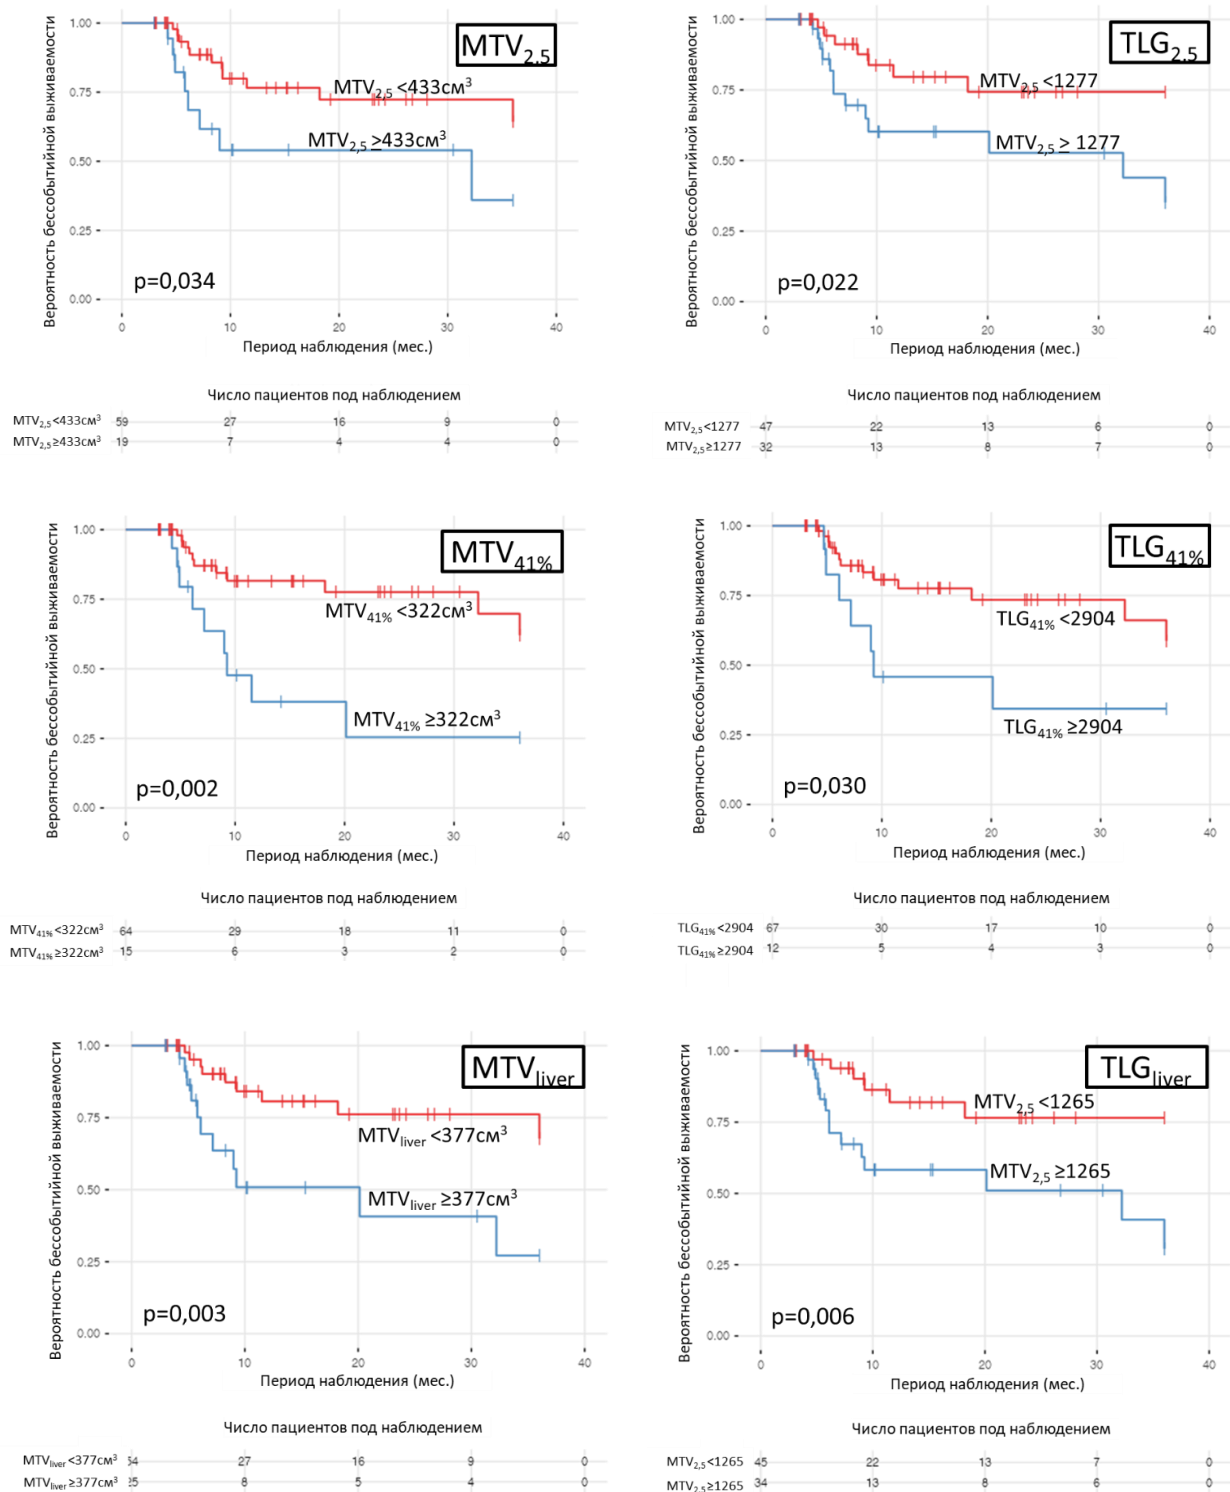 MTV2.5
1.00
0.75
0.50
0.25
0.00
Вероятность бессобытийной выживаемости
MTV2,5 <433см3
MTV2,5 ≥433см3
p=0,034
0 10 20 30 40
Период наблюдения (мес.)
Число пациентов под наблюдением
MTV2,5 <433см3 59 27 16 9 0
MTV2,5 ≥433см3 19 7 4 4 0
TLG2.5
1.00
0.75
0.50
0.25
0.00
Вероятность бессобытийной выживаемости
MTV2,5 <1277
MTV2,5 ≥ 1277
p=0,022
0 10 20 30 40
Период наблюдения (мес.)
Число пациентов под наблюдением
MTV2,5 <1277 47 22 13 6 0
MTV2,5 ≥1277 32 13 8 7 0
MTV41%
1.00
0.75
0.50
0.25
0.00
Вероятность бессобытийной выживаемости
MTV41% <322см3
MTV41% ≥322см3
p=0,002
0 10 20 30 40
Период наблюдения (мес.)
Число пациентов под наблюдением
MTV41% <322см3 64 29 18 11 0
MTV41% ≥322см3 15 6 3 2 0
TLG41%
1.00
0.75
0.50
0.25
0.00
Вероятность бессобытийной выживаемости
TLG41% <2904
TLG41% ≥2904
p=0,030
0 10 20 30 40
Период наблюдения (мес.)
Число пациентов под наблюдением
TLG41% <2904 67 30 17 10 0
TLG41% ≥2904 12 5 4 3 0
MTVliver
1.00
0.75
0.50
0.25
0.00
Вероятность бессобытийной выживаемости
MTVliver <377см3
MTVliver ≥377см3
p=0,003
0 10 20 30 40
Период наблюдения (мес.)
Число пациентов под наблюдением
MTVliver <377см3 54 27 16 9 0
MTVliver ≥377см3 25 8 5 4 0
TLGliver
1.00
0.75
0.50
0.25
0.00
Вероятность бессобытийной выживаемости
MTV2,5 <1265
MTV2,5 ≥1265
p=0,006
0 10 20 30 40
Период наблюдения (мес.)
Число пациентов под наблюдением
MTV2,5 <1265 45 22 13 7 0
MTV2,5 ≥1265 34 13 8 6 0